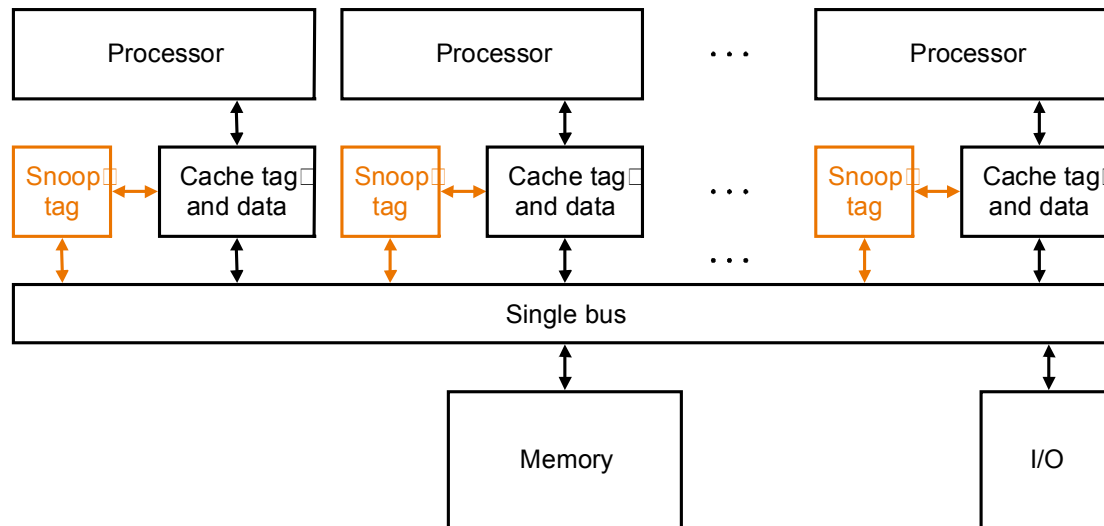 Processor Processor ... Processor
Snoop Cache tag Snoop Cache tag ... Snoop Cache tag
tag and data tag and data tag and data
...
Single bus
Memory I/O